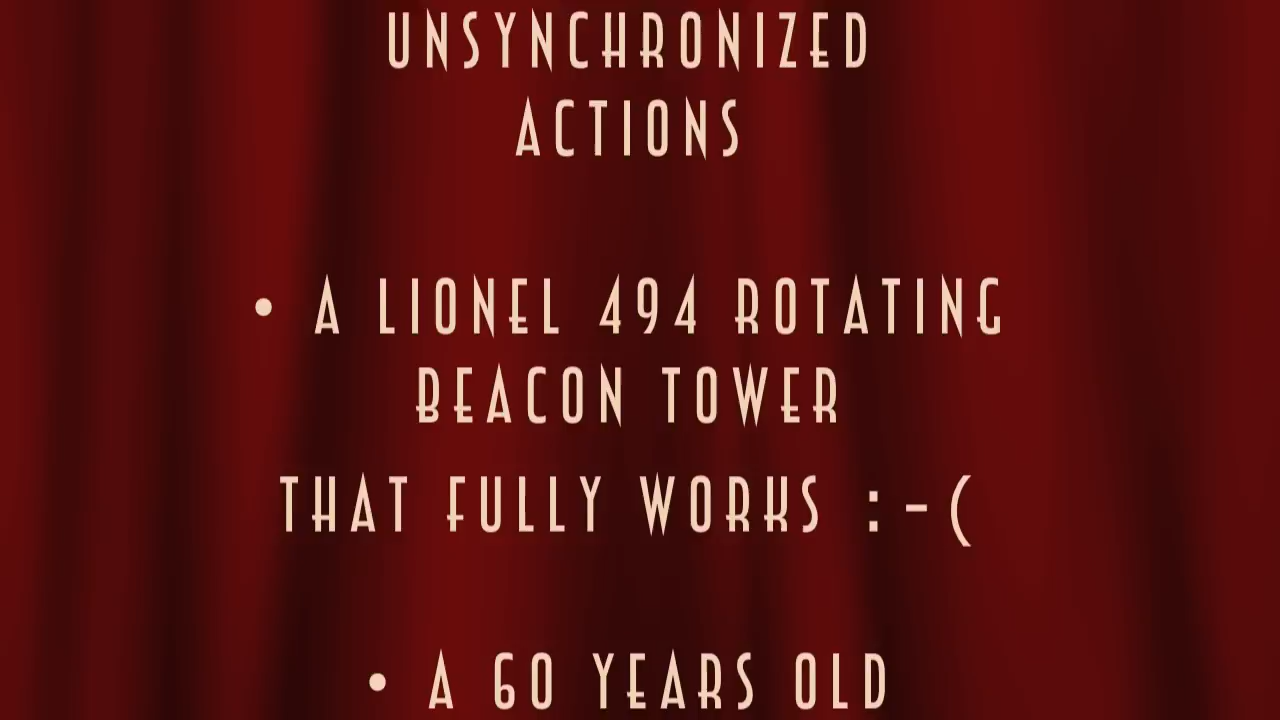 UNSYNCHRONIZED
ACTIONS
• A LIONEL 494 ROTATING
BEACON TOWER
THAT FULLY WORKS :-(
• A 60 YEARS OLD